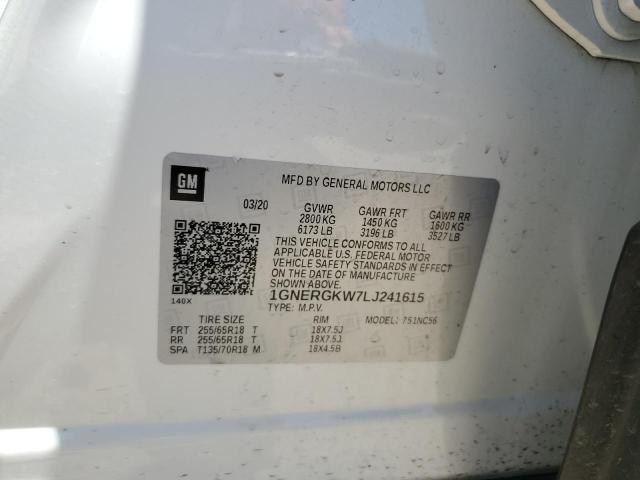 GM
MFD BY GENERAL MOTORS LLC
03/20 GVWR GAWR FRT GAWR RR
2800 KG 1450 KG 1600 KG
6173 LB 3196 LB 3527 LB
THIS VEHICLE CONFORMS TO ALL
APPLICABLE U.S. FEDERAL MOTOR
VEHICLE SAFETY STANDARDS IN EFFECT
ON THE DATE OF MANUFACTURE
SHOWN ABOVE.
140X
1GNERGKW7LJ241615
TYPE: M.P.V.
TIRE SIZE RIM MODEL: 751NC56
FRT 255/65R18 T 18X7.5J
RR 255/65R18 T 18X7.5J
SPA T135/70R18 M 18X4.5B